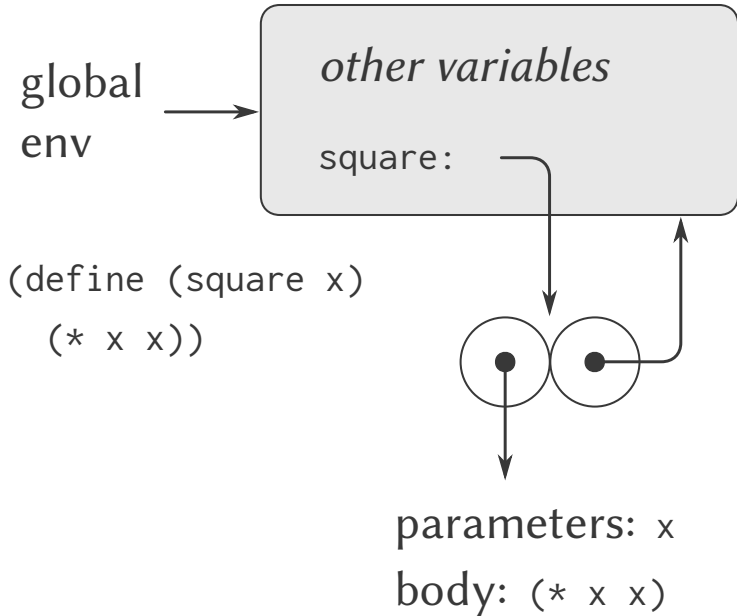 global
env
other variables
square:
(define (square x)
  (* x x))
parameters: x
body: (* x x)